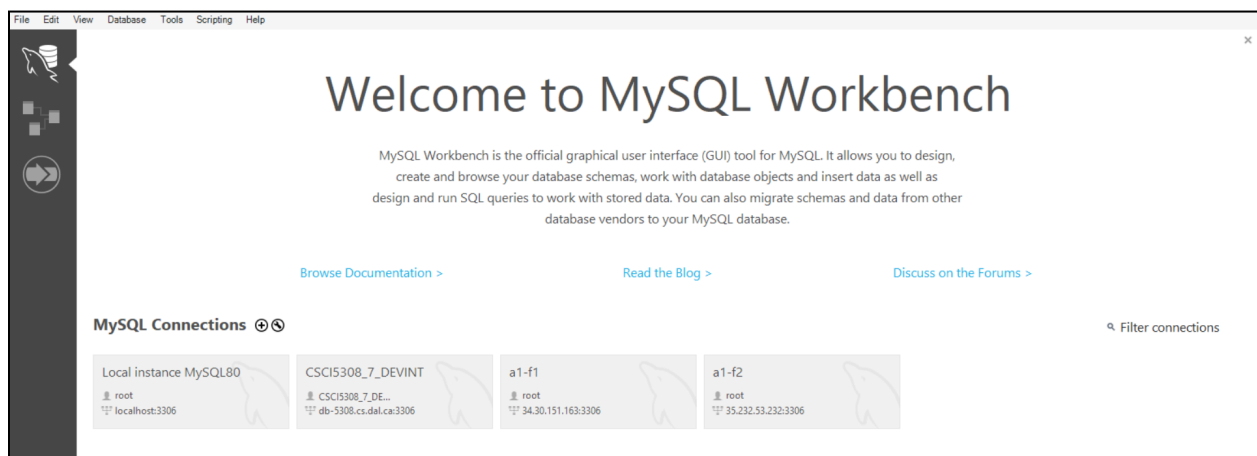 File Edit View Database Tools Scripting Help
Welcome to MySQL Workbench
MySQL Workbench is the official graphical user interface (GUI) tool for MySQL. It allows you to design,
create and browse your database schemas, work with database objects and insert data as well as
design and run SQL queries to work with stored data. You can also migrate schemas and data from other
database vendors to your MySQL database.
Browse Documentation > Read the Blog > Discuss on the Forums >
MySQL Connections Filter connections
Local instance MySQL80 CSCI5308_7_DEVINT a1-f1 a1-f2
root CSCI5308_7_DE... root root
localhost:3306 db-5308.cs.dal.ca:3306 34.30.151.163:3306 35.232.53.232:3306